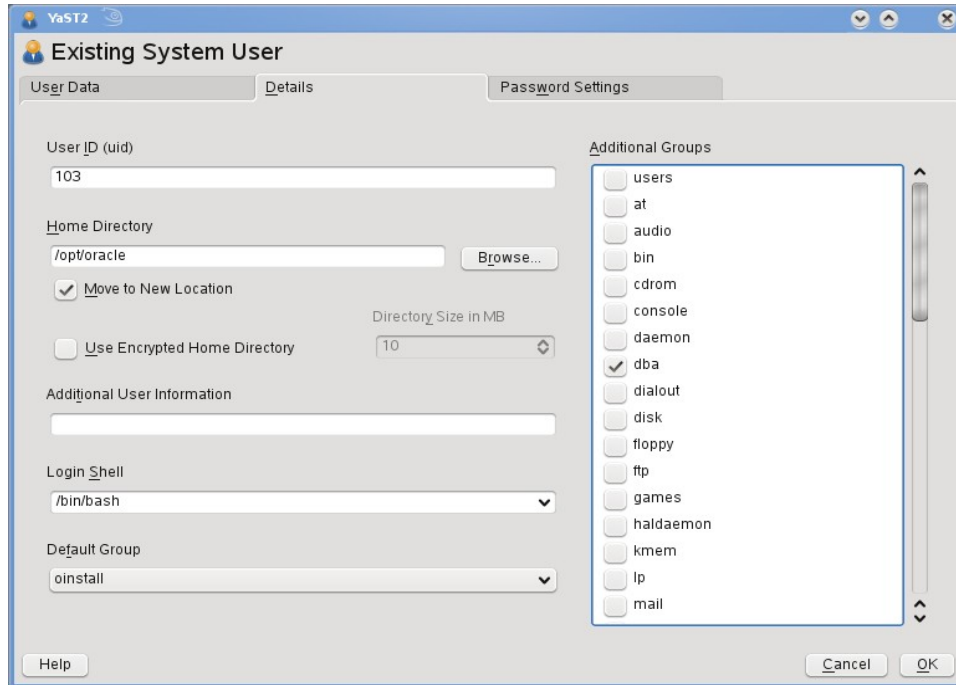 YaST2
Existing System User
User Data
Details
Password Settings
User ID (uid)
103
Home Directory
/opt/oracle
Browse...
Move to New Location
Directory Size in MB
Use Encrypted Home Directory
10
Additional User Information
Login Shell
/bin/bash
Default Group
oinstall
Additional Groups
users
at
audio
bin
cdrom
console
daemon
dba
dialout
disk
floppy
ftp
games
haldaemon
kmem
lp
mail
Help
Cancel
OK